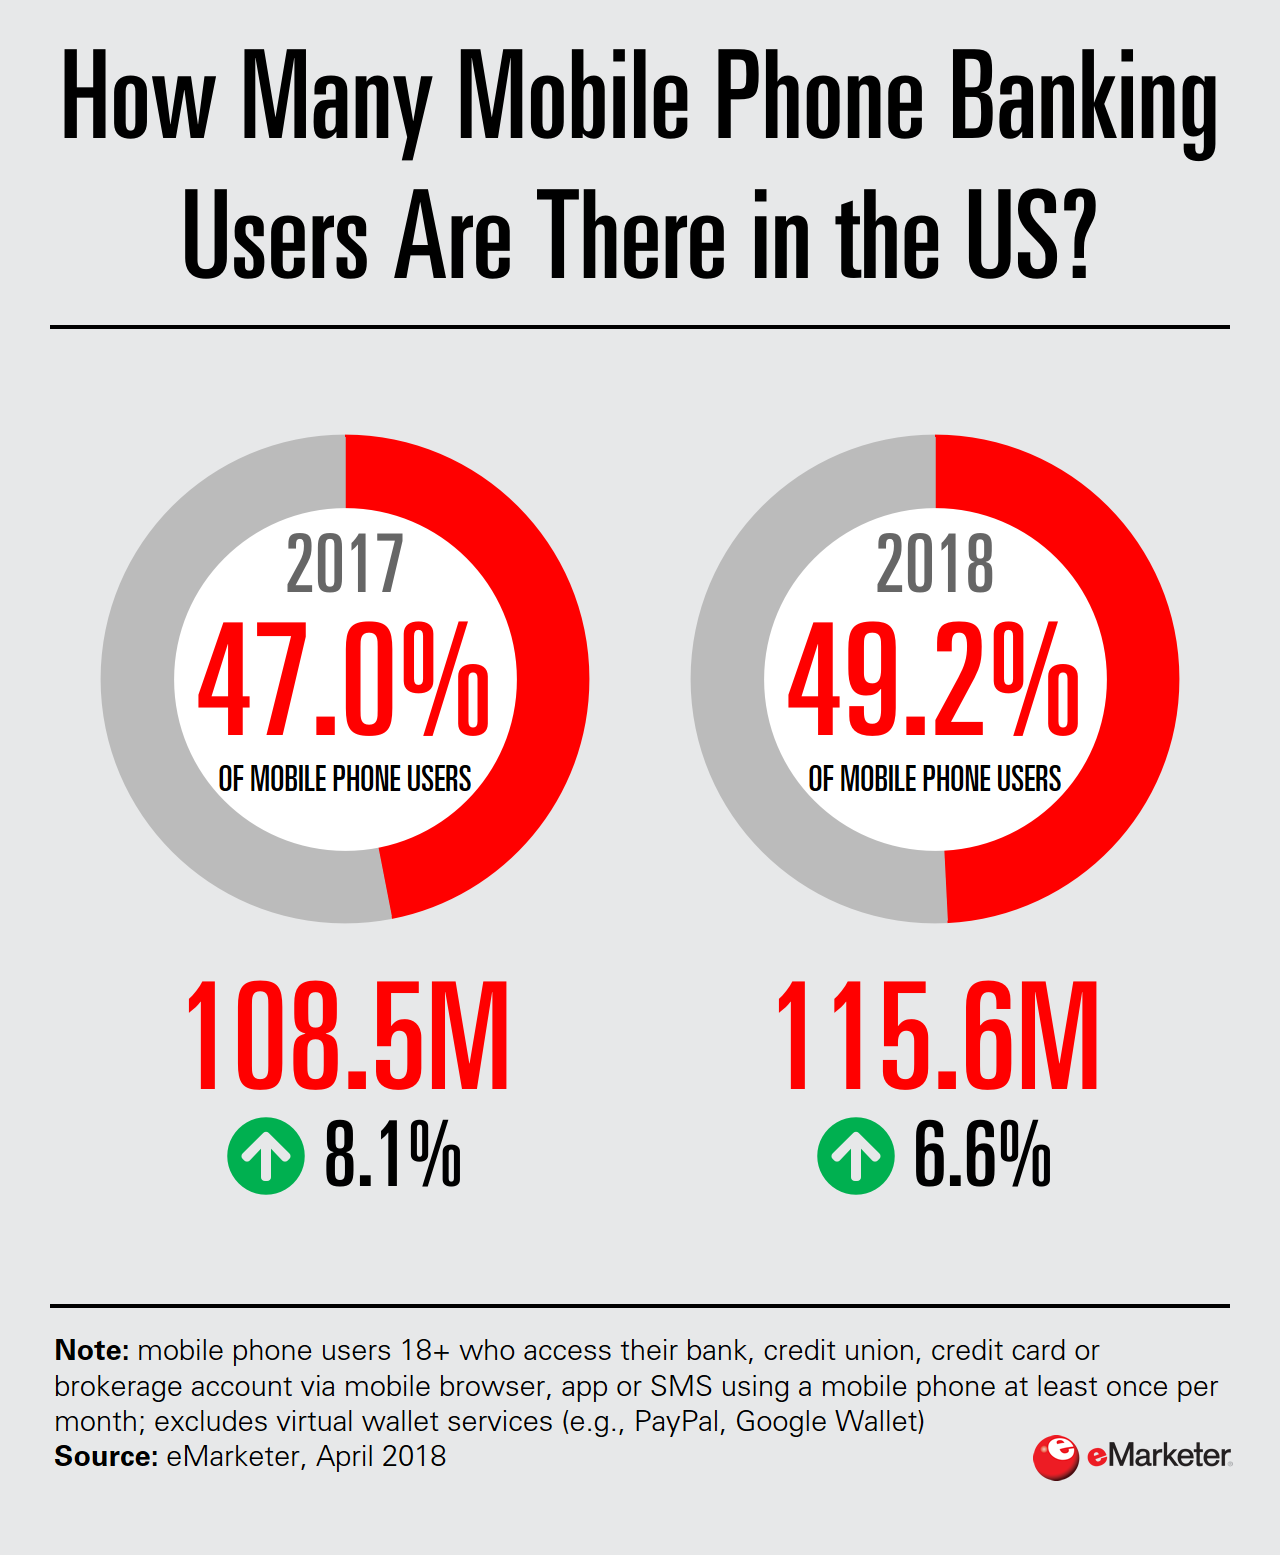 How Many Mobile Phone Banking
Users Are There in the US?
2017
47.0%
OF MOBILE PHONE USERS
108.5M
8.1%
2018
49.2%
OF MOBILE PHONE USERS
115.6M
6.6%
Note: mobile phone users 18+ who access their bank, credit union, credit card or
brokerage account via mobile browser, app or SMS using a mobile phone at least once per
month; excludes virtual wallet services (e.g., PayPal, Google Wallet)
Source: eMarketer, April 2018
e eMarketer®